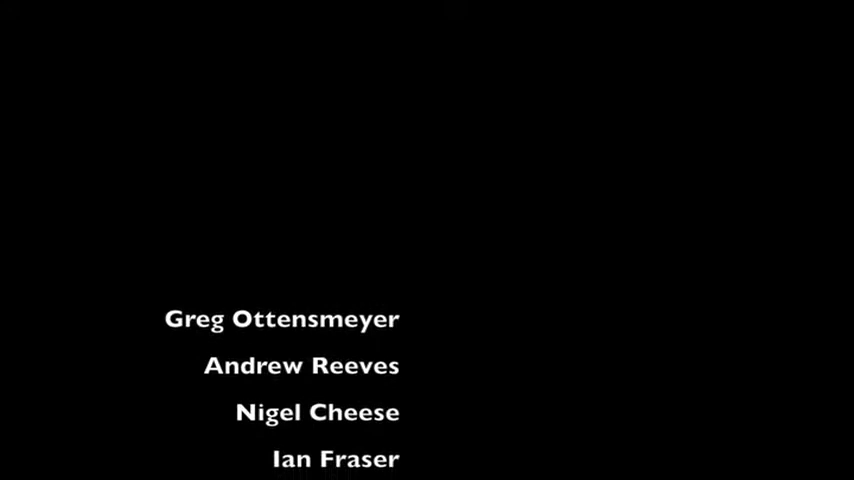 Greg Ottensmeyer
Andrew Reeves
Nigel Cheese
Ian Fraser